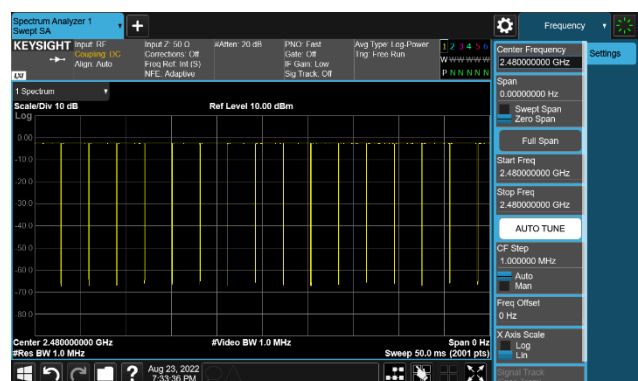 Spectrum Analyzer 1
Swept SA
Frequency
KEYSIGHT
Input: RF
Coupling: DC
Align: Auto
Input Z: 50 Ω
Corrections: Off
Freq Ref: Int (S)
NFE: Adaptive
#Atten: 20 dB
PNO: Fast
Gate: Off
IF Gain: Low
Sig Track: Off
Avg Type: Log-Power
Trig: Free Run
1 2 3 4 5 6
W W W W W W
P N N N N N
LXI
1 Spectrum
Scale/Div 10 dB
Ref Level 10.00 dBm
Log
0.00
-10.0
-20.0
-30.0
-40.0
-50.0
-60.0
-70.0
-80.0
Center 2.480000000 GHz
#Video BW 1.0 MHz
Span 0 Hz
#Res BW 1.0 MHz
Sweep 50.0 ms (2001 pts)
Aug 23, 2022
7:33:36 PM
Center Frequency
2.480000000 GHz
Settings
Span
0.00000000 Hz
Swept Span
Zero Span
Full Span
Start Freq
2.480000000 GHz
Stop Freq
2.480000000 GHz
AUTO TUNE
CF Step
1.000000 MHz
Auto
Man
Freq Offset
0 Hz
X Axis Scale
Log
Lin
Signal Track